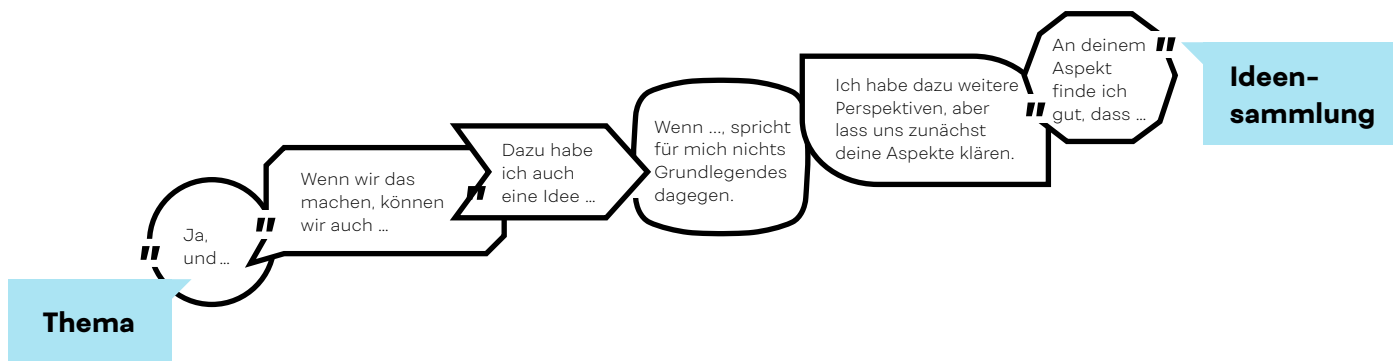 Thema
"
Ja,
und ...
"
Wenn wir das
machen, können
wir auch ...
"
Dazu habe
ich auch
eine Idee ...
Wenn ..., spricht
für mich nichts
Grundlegendes
dagegen.
Ich habe dazu weitere
Perspektiven, aber
lass uns zunächst
deine Aspekte klären.
"
An deinem
Aspekt
finde ich
gut, dass ...
"
Ideen-
sammlung